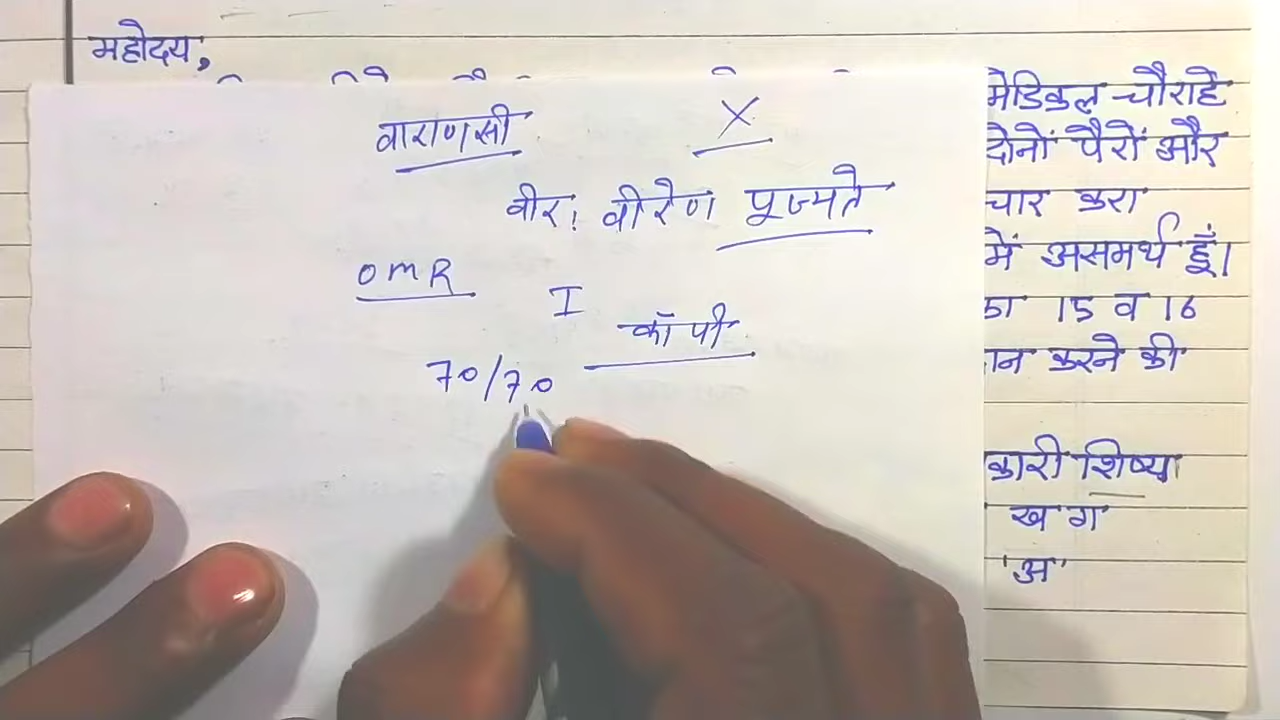 महोदय,
मेडिकल चौराहे
वाराणसी X
दोनों पैरों और
वीर! वीरेण पूज्यते
चार करा
में असमर्थ हूँ।
OMR
I
का 15 व 16
कॉपी
70/70
ान करने की
कारी शिष्या
ख ग
'अ'